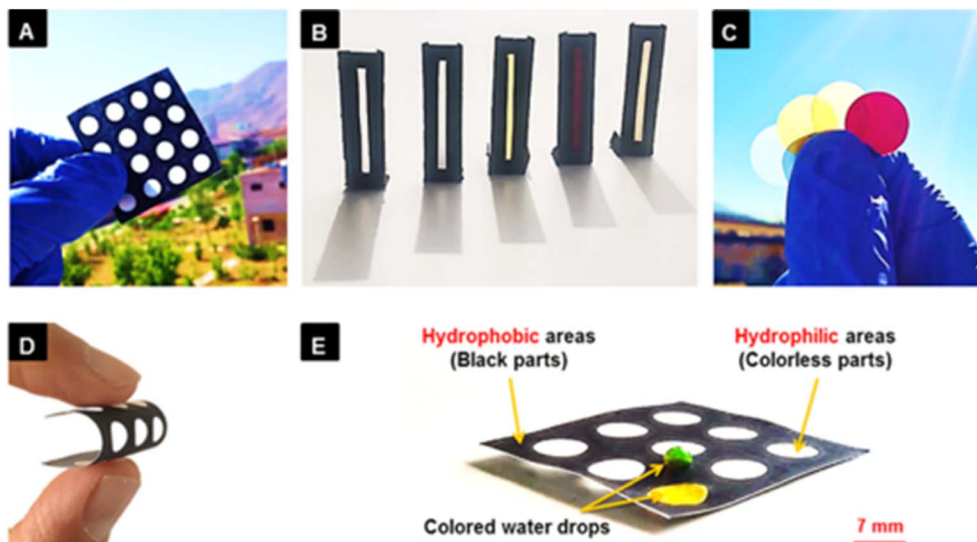 A
B
C
D
E
Hydrophobic areas
(Black parts)
Hydrophilic areas
(Colorless parts)
Colored water drops
7 mm